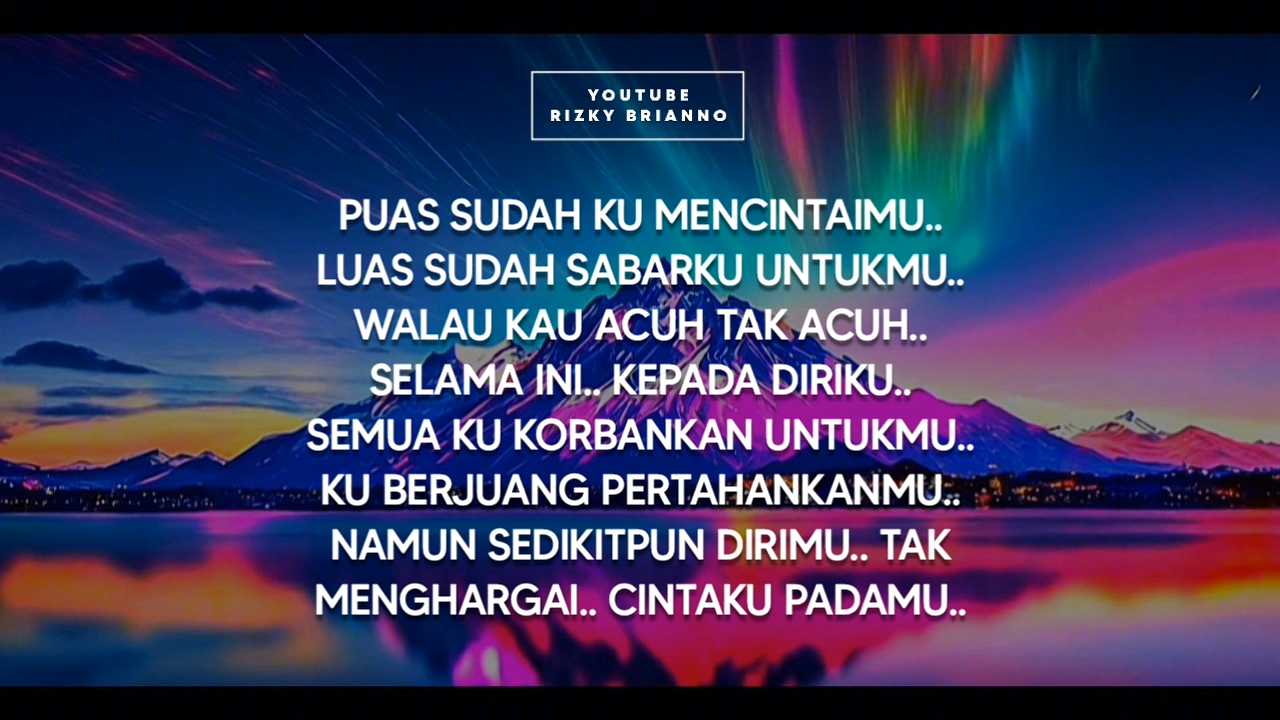 YOUTUBE
RIZKY BRIANNO
PUAS SUDAH KU MENCINTAIMU..
LUAS SUDAH SABARKU UNTUKMU..
WALAU KAU ACUH TAK ACUH..
SELAMA INI.. KEPADA DIRIKU..
SEMUA KU KORBANKAN UNTUKMU..
KU BERJUANG PERTAHANKANMU..
NAMUN SEDIKITPUN DIRIMU.. TAK
MENGHARGAI.. CINTAKU PADAMU..